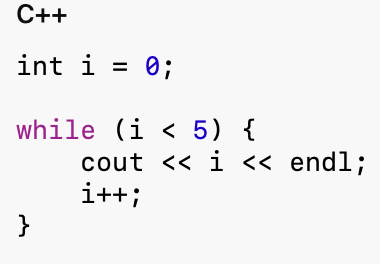 C++
int i = 0;
while (i < 5) {
    cout << i << endl;
    i++;
}